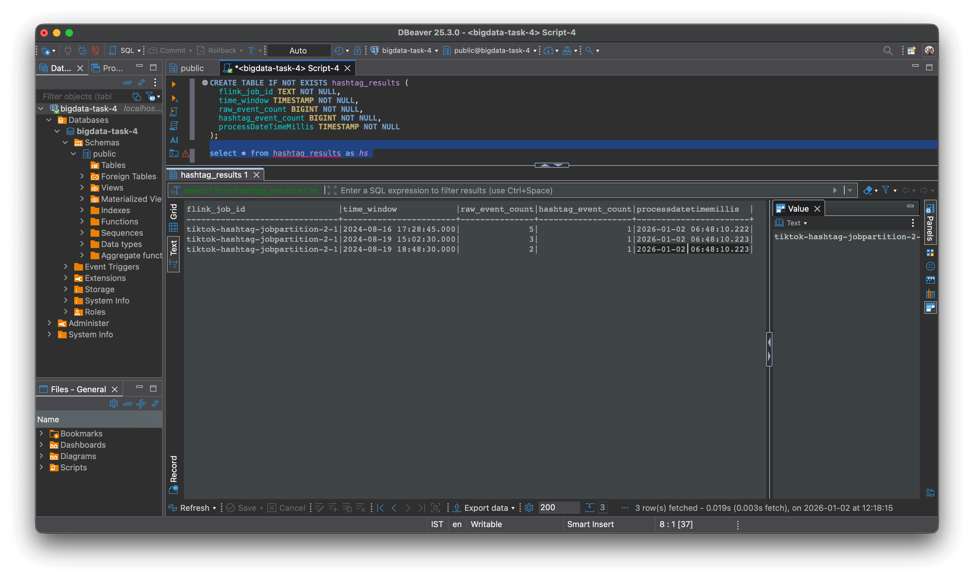 DBeaver 25.3.0 - <bigdata-task-4> Script-4
SQL
Commit
Rollback
T
Auto
bigdata-task-4
public@bigdata-task-4
Dat...
Pro...
public
*<bigdata-task-4> Script-4
Filter objects (tabl
bigdata-task-4 localhos...
Databases
bigdata-task-4
Schemas
public
Tables
Foreign Tables
Views
Materialized Vie
Indexes
Functions
Sequences
Data types
Aggregate funct
Event Triggers
Extensions
Storage
System Info
Roles
Administer
System Info
CREATE TABLE IF NOT EXISTS hashtag_results (
flink_job_id TEXT NOT NULL,
time_window TIMESTAMP NOT NULL,
raw_event_count BIGINT NOT NULL,
hashtag_event_count BIGINT NOT NULL,
processDateTimeMillis TIMESTAMP NOT NULL
);
select * from hashtag_results as hs
AI
hashtag_results 1
select * from hashtag_results as hs
Enter a SQL expression to filter results (use Ctrl+Space)
Grid
Text
Record
flink_job_id |time_window |raw_event_count|hashtag_event_count|processdatetimemillis |
-------------------------------+-----------------------+---------------+-------------------+-----------------------+
tiktok-hashtag-jobpartition-2-1|2024-08-16 17:28:45.000| 5| 1|2026-01-02 06:48:10.222|
tiktok-hashtag-jobpartition-2-1|2024-08-19 15:02:30.000| 3| 1|2026-01-02 06:48:10.223|
tiktok-hashtag-jobpartition-2-1|2024-08-19 18:48:30.000| 2| 1|2026-01-02 06:48:10.223|
Value
Text
tiktok-hashtag-jobpartition-2-
Panels
Files - General
Name
Bookmarks
Dashboards
Diagrams
Scripts
Refresh
Save
Cancel
Export data
200
3
3 row(s) fetched - 0.019s (0.003s fetch), on 2026-01-02 at 12:18:15
IST
en
Writable
Smart Insert
8 : 1 [37]